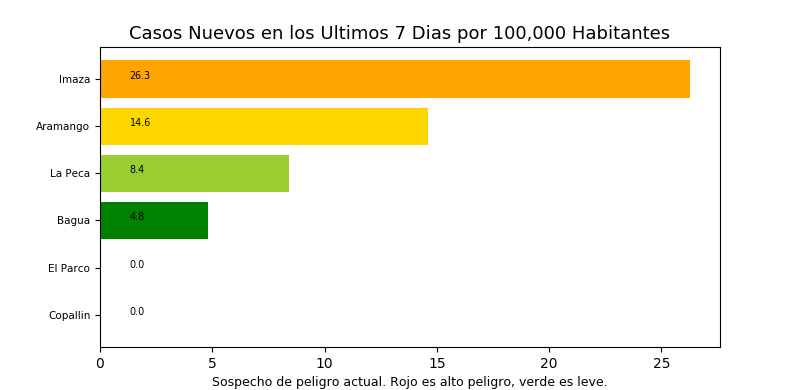 Casos Nuevos en los Ultimos 7 Dias por 100,000 Habitantes
Imaza 26.3
Aramango 14.6
La Peca 8.4
Bagua 4.8
El Parco 0.0
Copallin 0.0
0 5 10 15 20 25
Sospecho de peligro actual. Rojo es alto peligro, verde es leve.